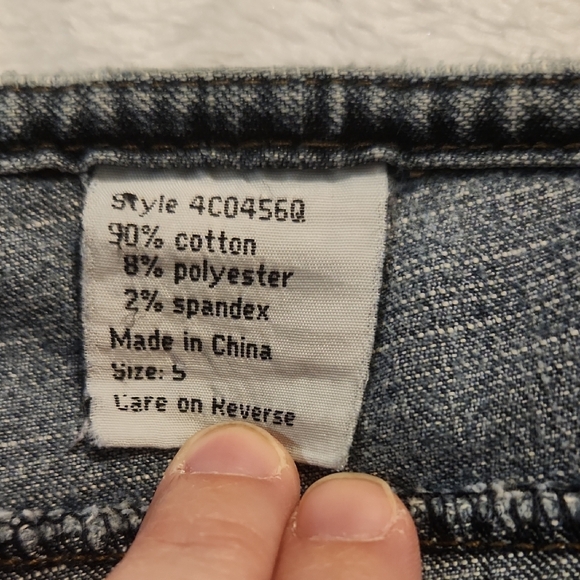 Style 4C0456Q
90% cotton
8% polyester
2% spandex
Made in China
Size: S
Care on Reverse